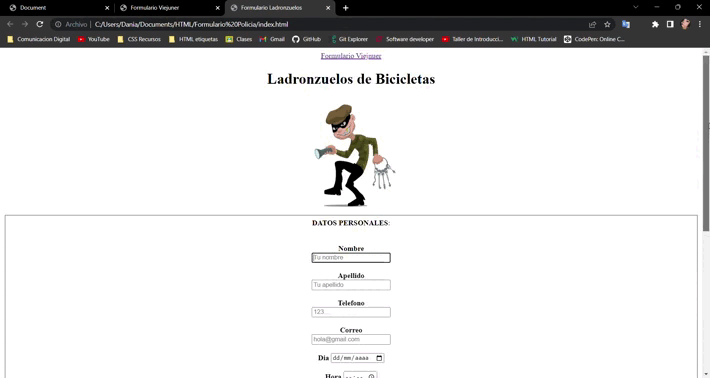 Document
Formulario Viejuner
Formulario Ladronzuelos
Archivo | C:/Users/Dania/Documents/HTML/Formulario%20Policia/index.html
Comunicacion Digital
YouTube
CSS Recursos
HTML etiquetas
Clases
Gmail
GitHub
Git Explorer
Software developer
Taller de Introducci...
HTML Tutorial
CodePen: Online C...
Formulario Viejuner
Ladronzuelos de Bicicletas
DATOS PERSONALES:
Nombre
Tu nombre
Apellido
Tu apellido
Telefono
123...
Correo
hola@gmail.com
Dia dd/mm/aaaa
Hora